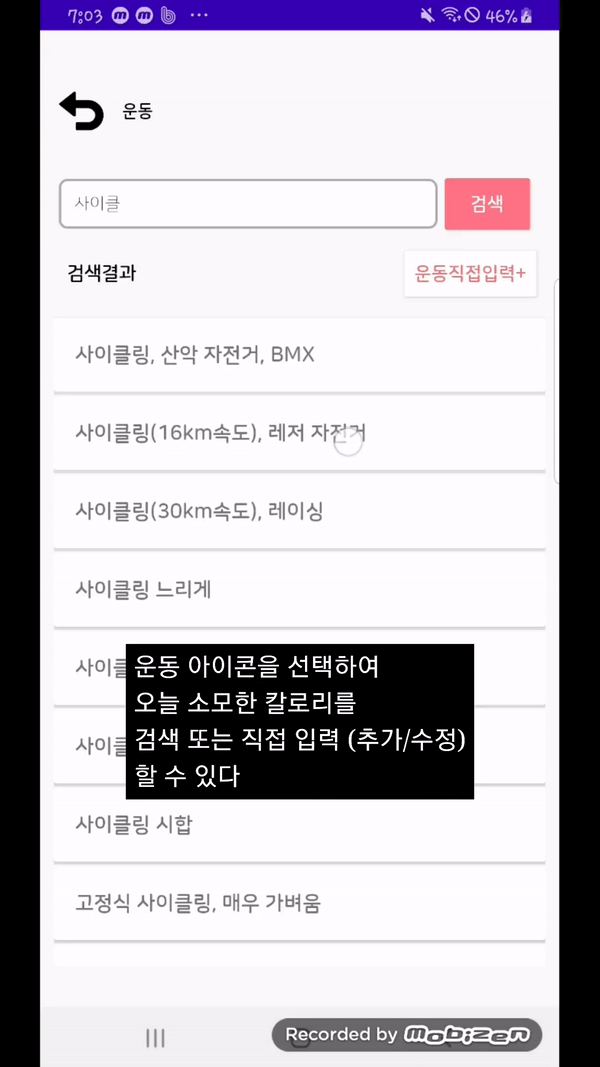 7:03
46%
운동
사이클
검색
검색결과
운동직접입력+
사이클링, 산악 자전거, BMX
사이클링(16km속도), 레저 자전거
사이클링(30km속도), 레이싱
사이클링 느리게
사이클
사이클
운동 아이콘을 선택하여
오늘 소모한 칼로리를
검색 또는 직접 입력 (추가/수정)
할 수 있다
사이클링 시합
고정식 사이클링, 매우 가벼움
Recorded by mobizen